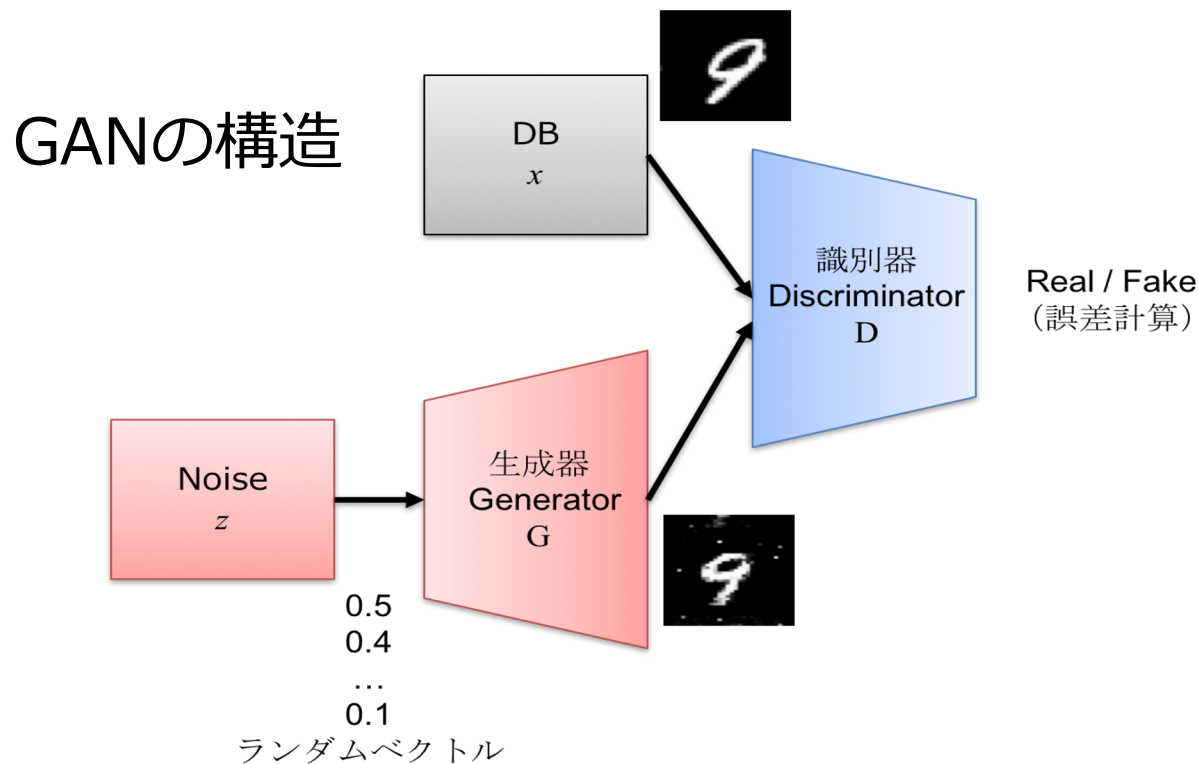 GANの構造
DB
x
識別器
Discriminator
D
Real / Fake
（誤差計算）
Noise
z
生成器
Generator
G
0.5
0.4
...
0.1
ランダムベクトル